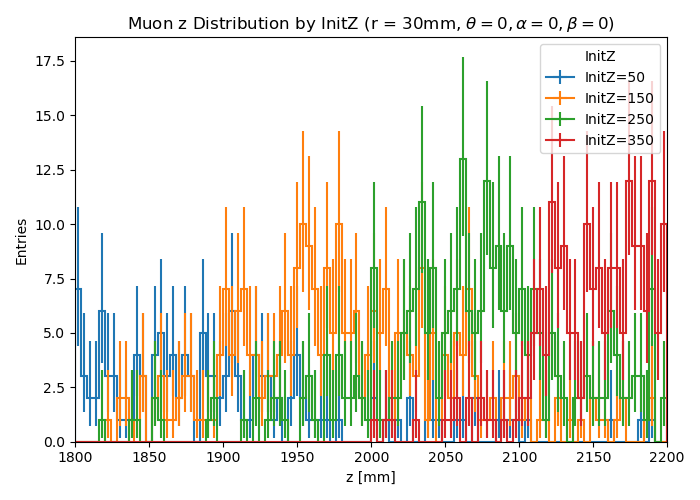 Muon z Distribution by InitZ (r = 30mm, θ = 0, α = 0, β = 0)
Entries
17.5
15.0
12.5
10.0
7.5
5.0
2.5
0.0
InitZ
InitZ=50
InitZ=150
InitZ=250
InitZ=350
1800 1850 1900 1950 2000 2050 2100 2150 2200
z [mm]